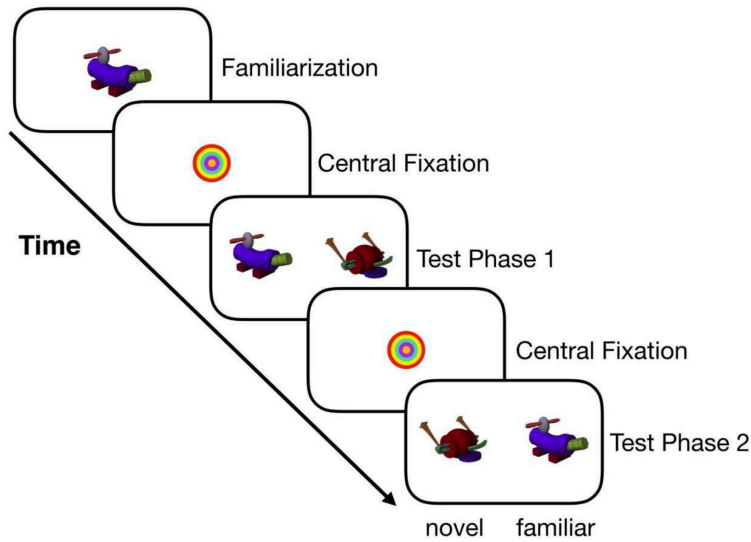 Familiarization
Central Fixation
Time
Test Phase 1
Central Fixation
Test Phase 2
novel familiar